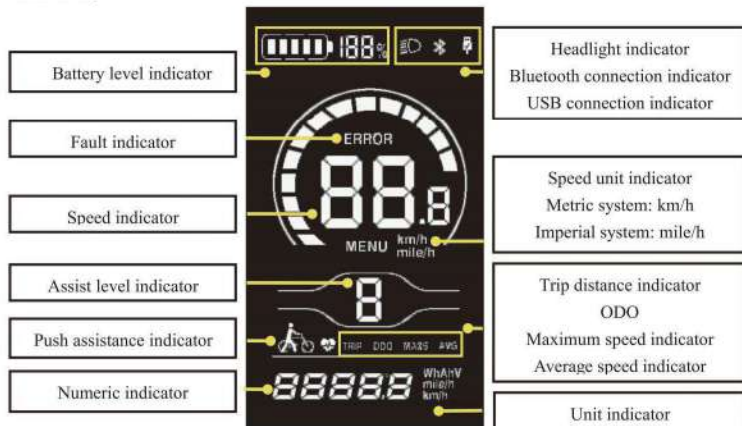 Battery level indicator
188%
Headlight indicator
Bluetooth connection indicator
USB connection indicator
Fault indicator
ERROR
Speed indicator
88.8
MENU
km/h
mile/h
Speed unit indicator
Metric system: km/h
Imperial system: mile/h
Assist level indicator
8
Push assistance indicator
TRIP ODO MAXS AVG
Trip distance indicator
ODO
Maximum speed indicator
Average speed indicator
Numeric indicator
88888
WhAhV
mile/h
km/h
Unit indicator